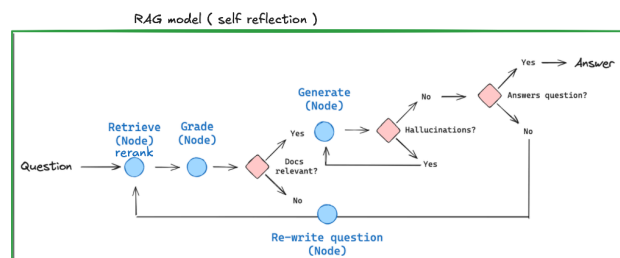 RAG model ( self reflection )
Question
Retrieve
(Node)
rerank
Grade
(Node)
Docs
relevant?
Yes
No
Generate
(Node)
Hallucinations?
No
Yes
Answers question?
Yes
Answer
No
Re-write question
(Node)